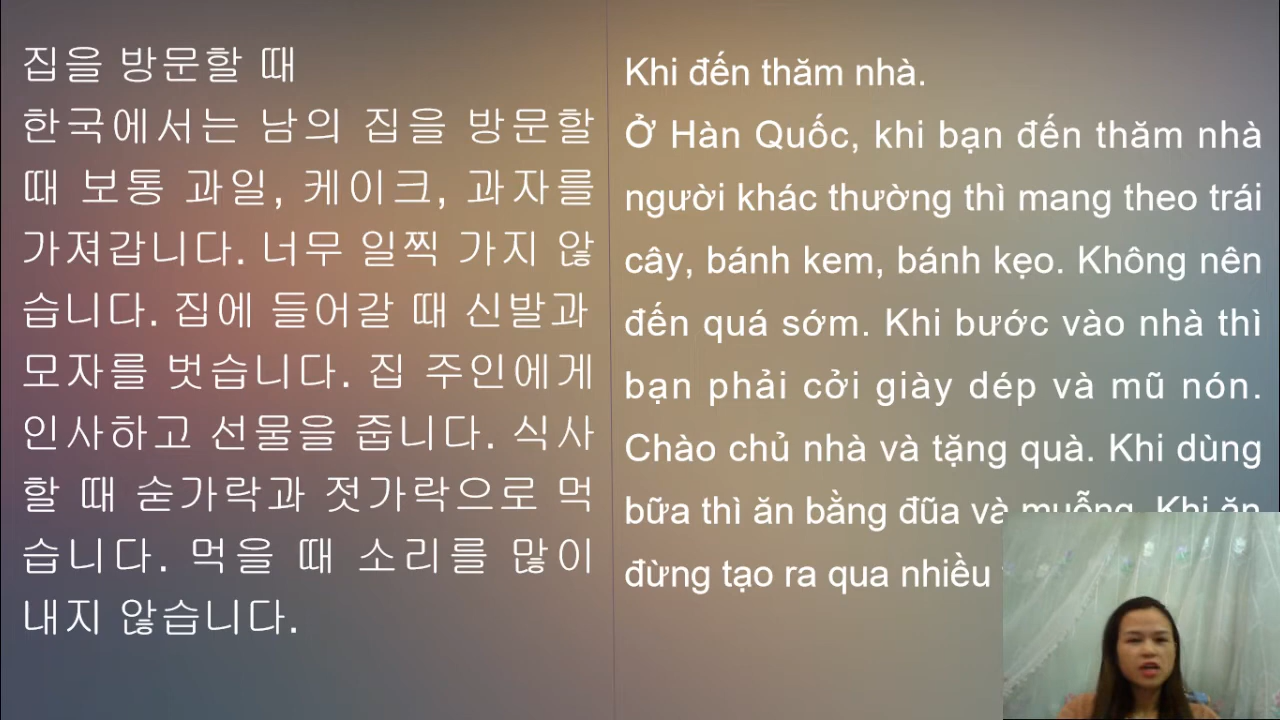 집을 방문할 때
한국에서는 남의 집을 방문할
때 보통 과일, 케이크, 과자를
가져갑니다. 너무 일찍 가지 않
습니다. 집에 들어갈 때 신발과
모자를 벗습니다. 집 주인에게
인사하고 선물을 줍니다. 식사
할 때 숟가락과 젓가락으로 먹
습니다. 먹을 때 소리를 많이
내지 않습니다.
Khi đến thăm nhà.
Ở Hàn Quốc, khi bạn đến thăm nhà
người khác thường thì mang theo trái
cây, bánh kem, bánh kẹo. Không nên
đến quá sớm. Khi bước vào nhà thì
bạn phải cởi giày dép và mũ nón.
Chào chủ nhà và tặng quà. Khi dùng
bữa thì ăn bằng đũa và muỗng. Khi ăn
đừng tạo ra qua nhiều